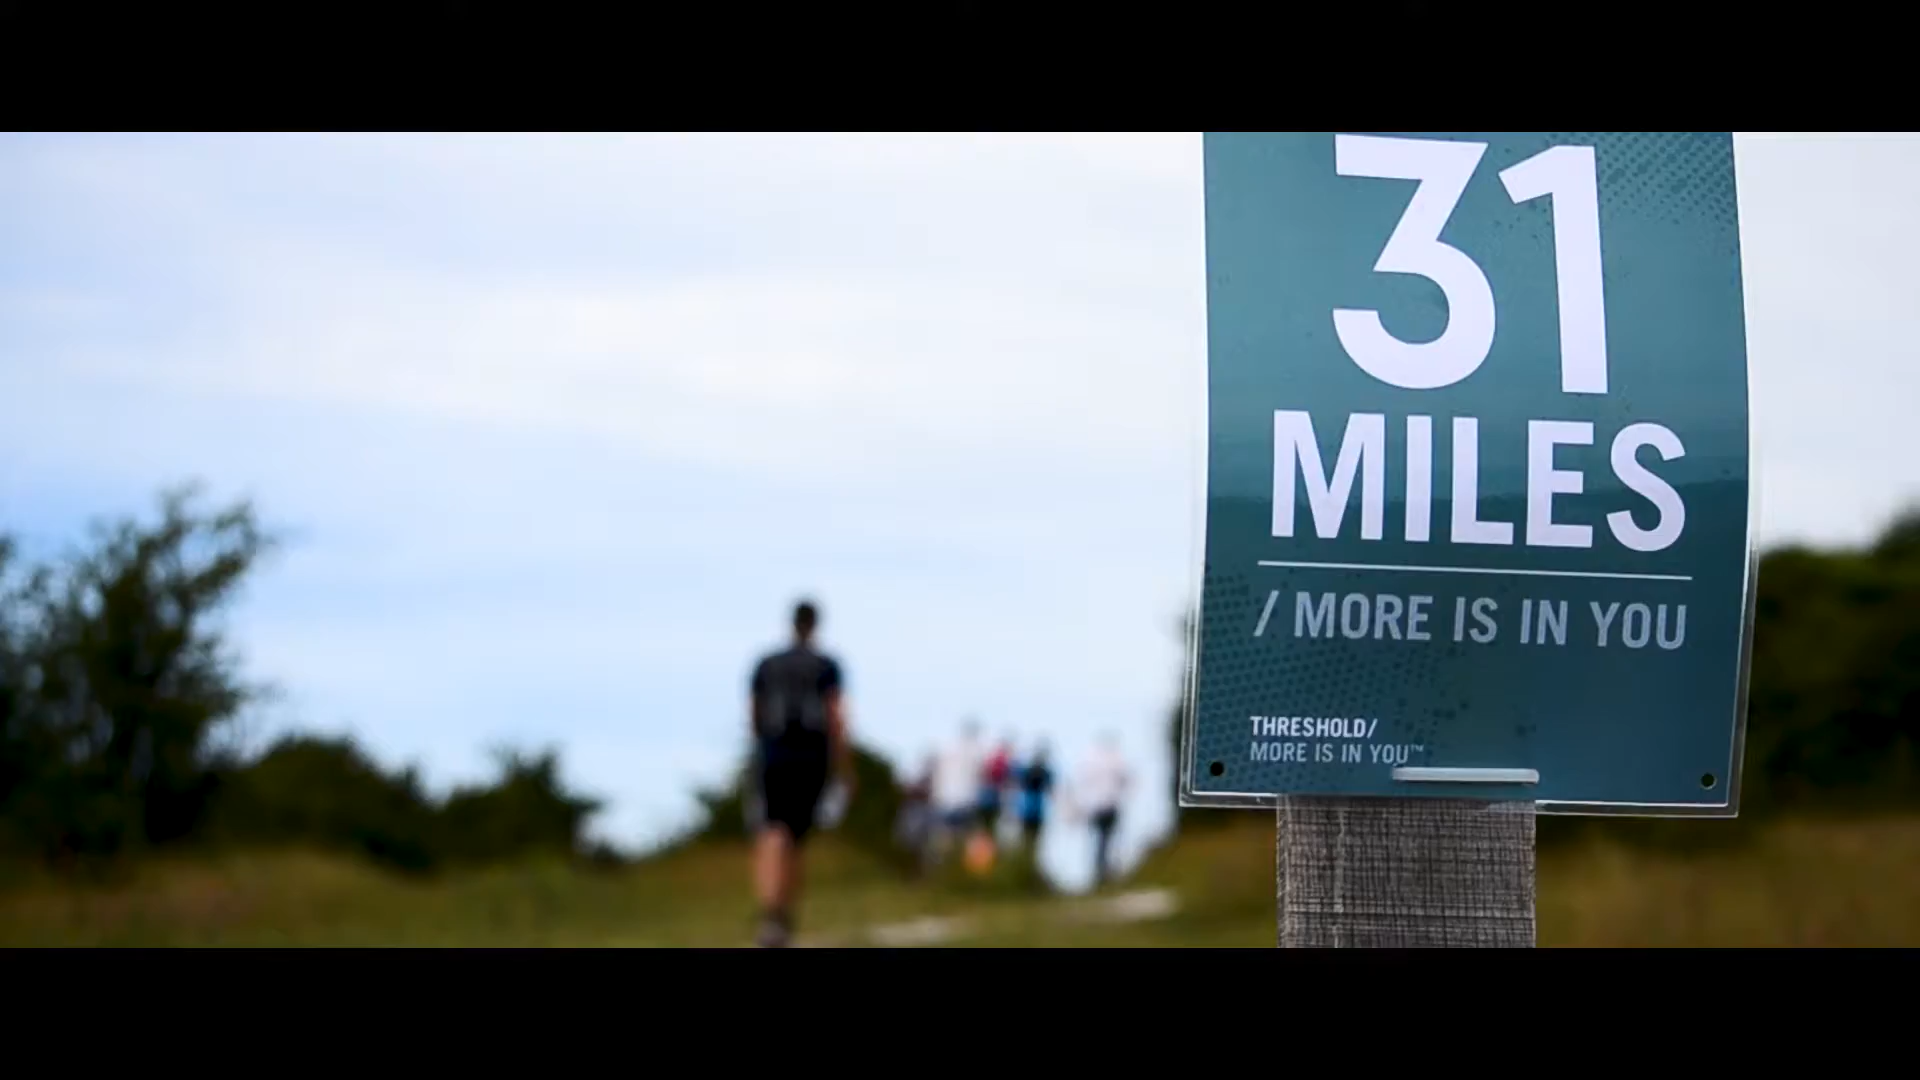 31
MILES
/ MORE IS IN YOU
THRESHOLD/
MORE IS IN YOU™